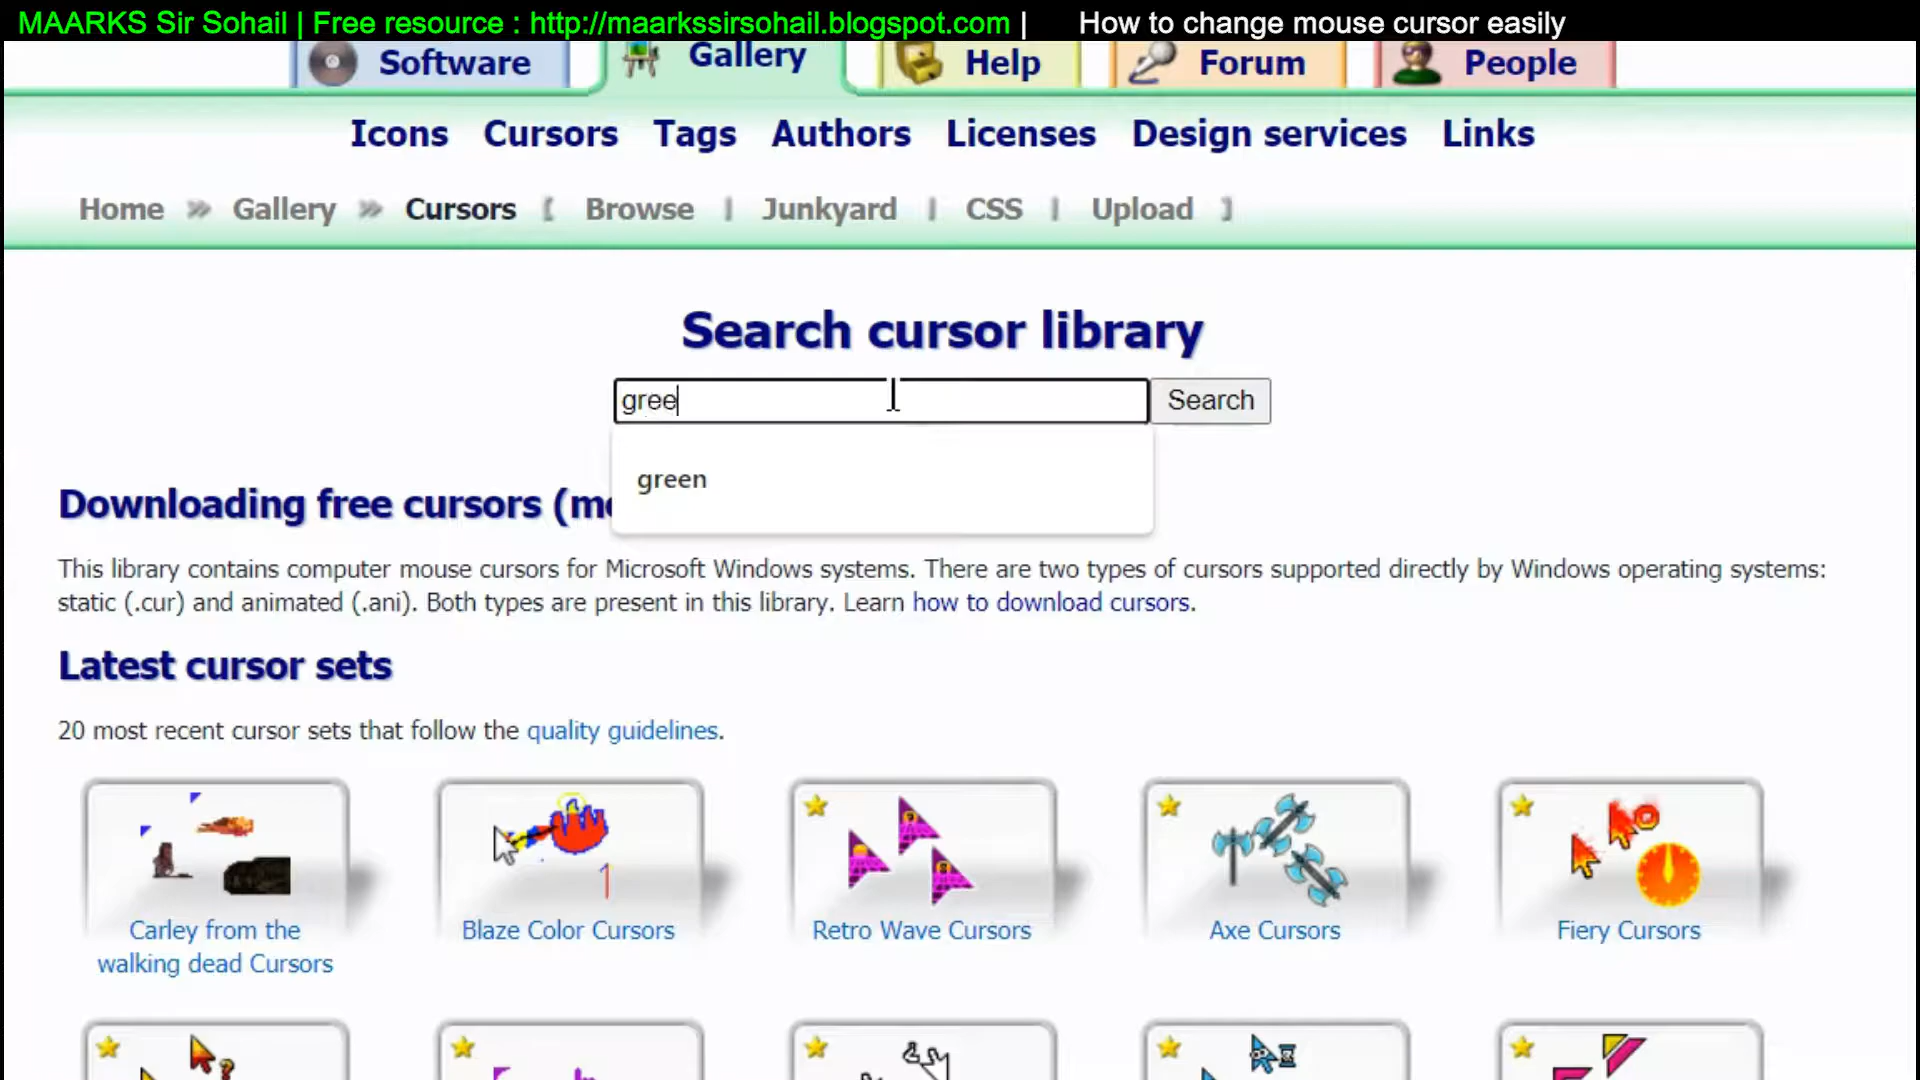 MAARKS Sir Sohail | Free resource : http://maarkssirsohail.blogspot.com | How to change mouse cursor easily
Software Gallery Help Forum People
Icons Cursors Tags Authors Licenses Design services Links
Home » Gallery » Cursors [ Browse | Junkyard | CSS | Upload ]
Search cursor library
gree Search
green
Downloading free cursors (mo
This library contains computer mouse cursors for Microsoft Windows systems. There are two types of cursors supported directly by Windows operating systems:
static (.cur) and animated (.ani). Both types are present in this library. Learn how to download cursors.
Latest cursor sets
20 most recent cursor sets that follow the quality guidelines.
1
Carley from the
walking dead Cursors
Blaze Color Cursors
Retro Wave Cursors
Axe Cursors
Fiery Cursors
?